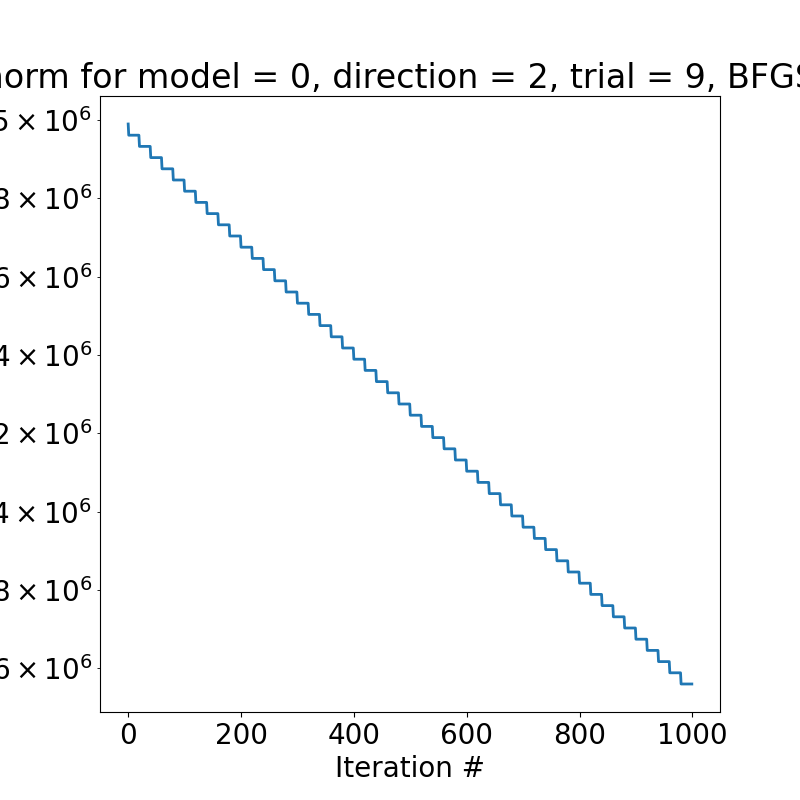 norm for model = 0, direction = 2, trial = 9, BFGS
5 × 10⁶
8 × 10⁶
6 × 10⁶
4 × 10⁶
2 × 10⁶
4 × 10⁶
8 × 10⁶
6 × 10⁶
0 200 400 600 800 1000
Iteration #